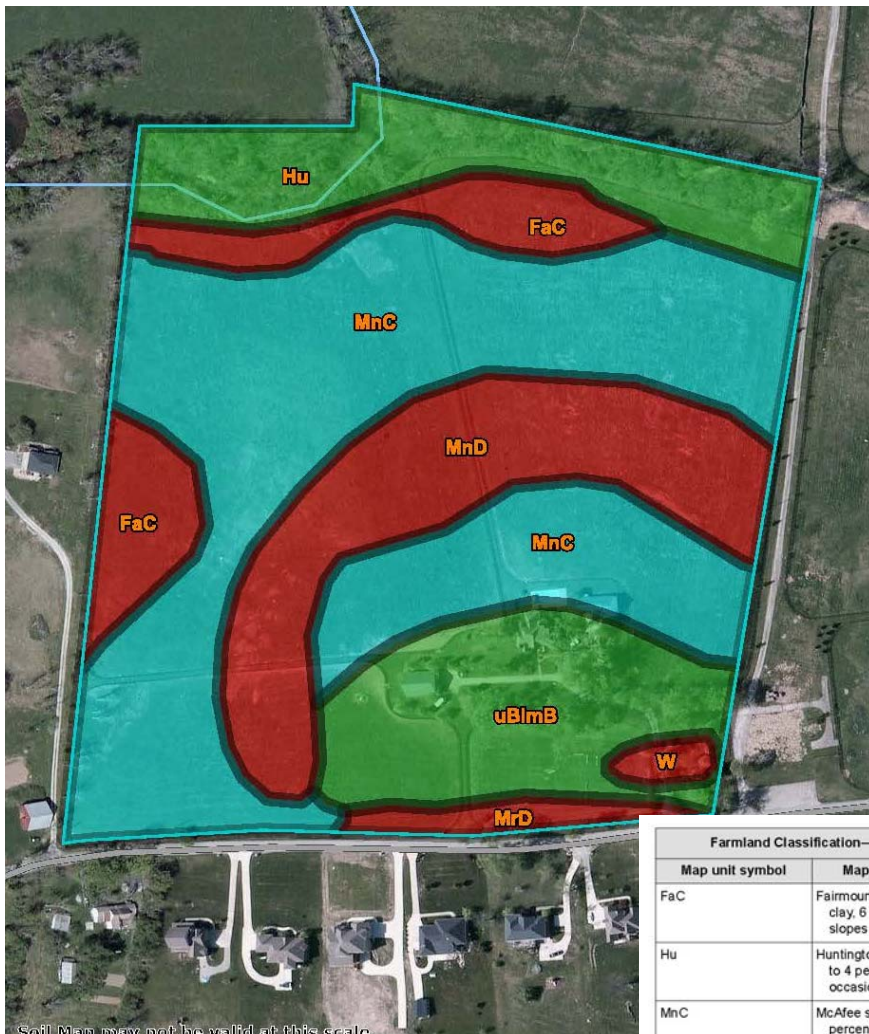 Hu
FaC
MnC
MnD
FaC
MnC
uBlmB
W
MrD
Soil Map may not be valid at this scale
Farmland Classification—
Map unit symbol
Map
FaC
Fairmoun
clay, 6
slopes
Hu
Huntingto
to 4 pe
occasio
MnC
McAfee s
percen